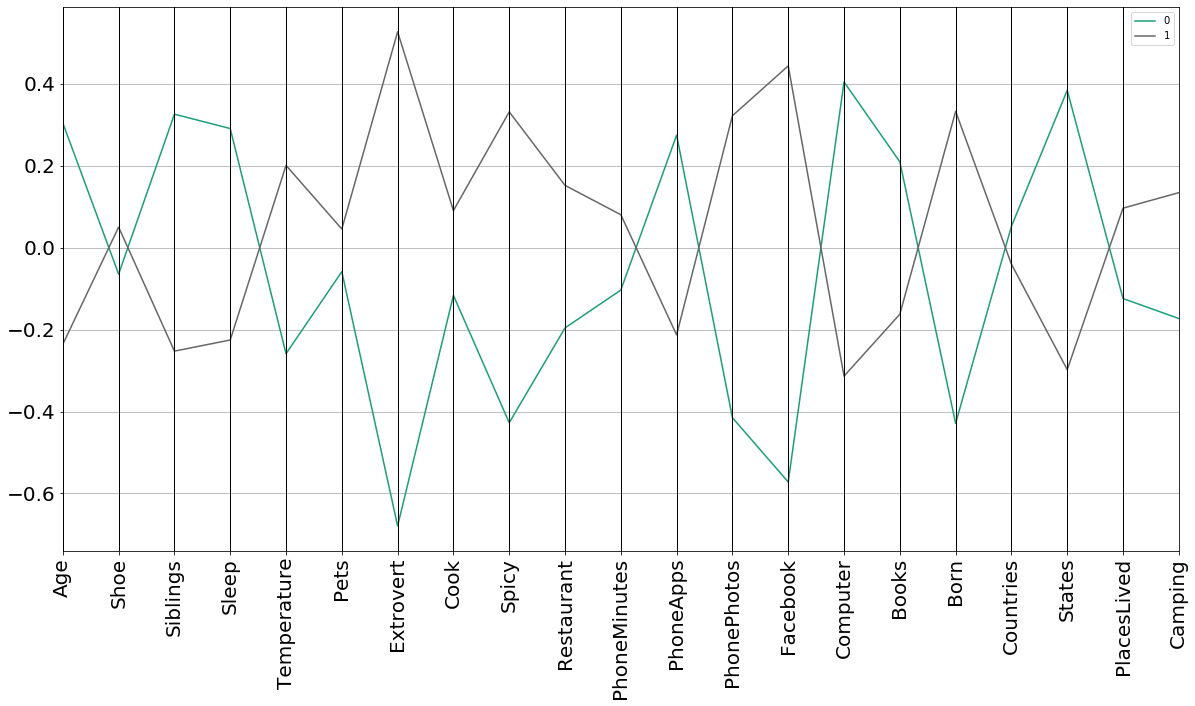 0
1
0.4
0.2
0.0
−0.2
−0.4
−0.6
Age
Shoe
Siblings
Sleep
Temperature
Pets
Extrovert
Cook
Spicy
Restaurant
PhoneMinutes
PhoneApps
PhonePhotos
Facebook
Computer
Books
Born
Countries
States
PlacesLived
Camping